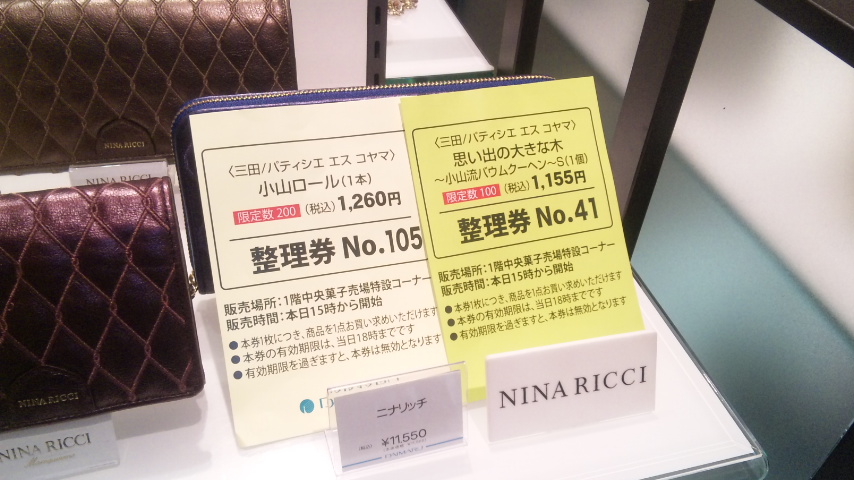 NINA RICCI
NINA RICCI
NINA RICCI
NINA RICCI
〈三田/パティシエ エス コヤマ〉
小山ロール(1本)
限定数 200 (税込)1,260円
整理券 No.105
販売場所:1階中央菓子売場特設コーナー
販売時間:本日15時から開始
●本券1枚につき、商品を1点お買い求めいただけます
●本券の有効期限は、当日18時までです
●有効期限を過ぎますと、本券は無効となります
〈三田/パティシエ エス コヤマ〉
思い出の大きな木
～小山流バウムクーヘン～S(1個)
限定数 100 (税込)1,155円
整理券 No.41
販売場所:1階中央菓子売場特設コーナー
販売時間:本日15時から開始
●本券1枚につき、商品を1点お買い求めいただけます
●本券の有効期限は、当日18時までです
●有効期限を過ぎますと、本券は無効となります
ニナリッチ
¥11,550
NINA RICCI